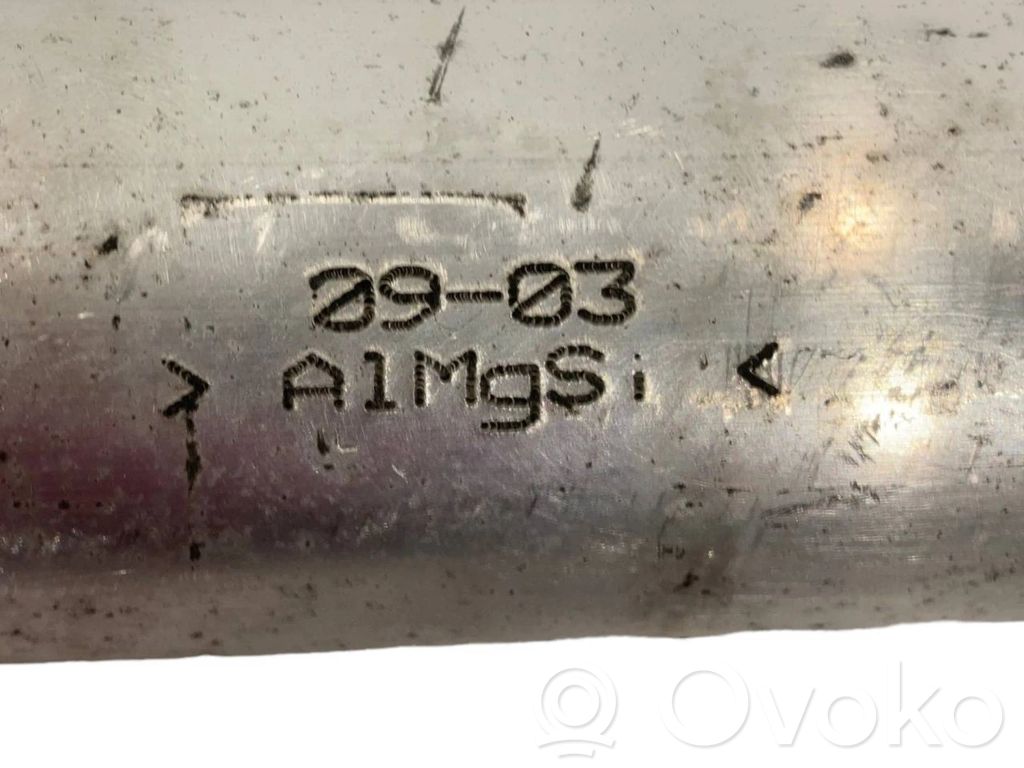 09-03
> AlMgSi <
R Ovoko